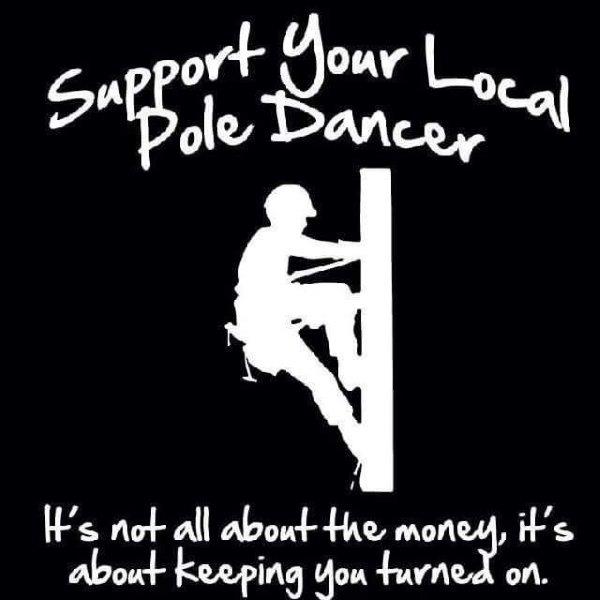 Support Your Local
Pole Dancer
It's not all about the money, it's
about keeping you turned on.